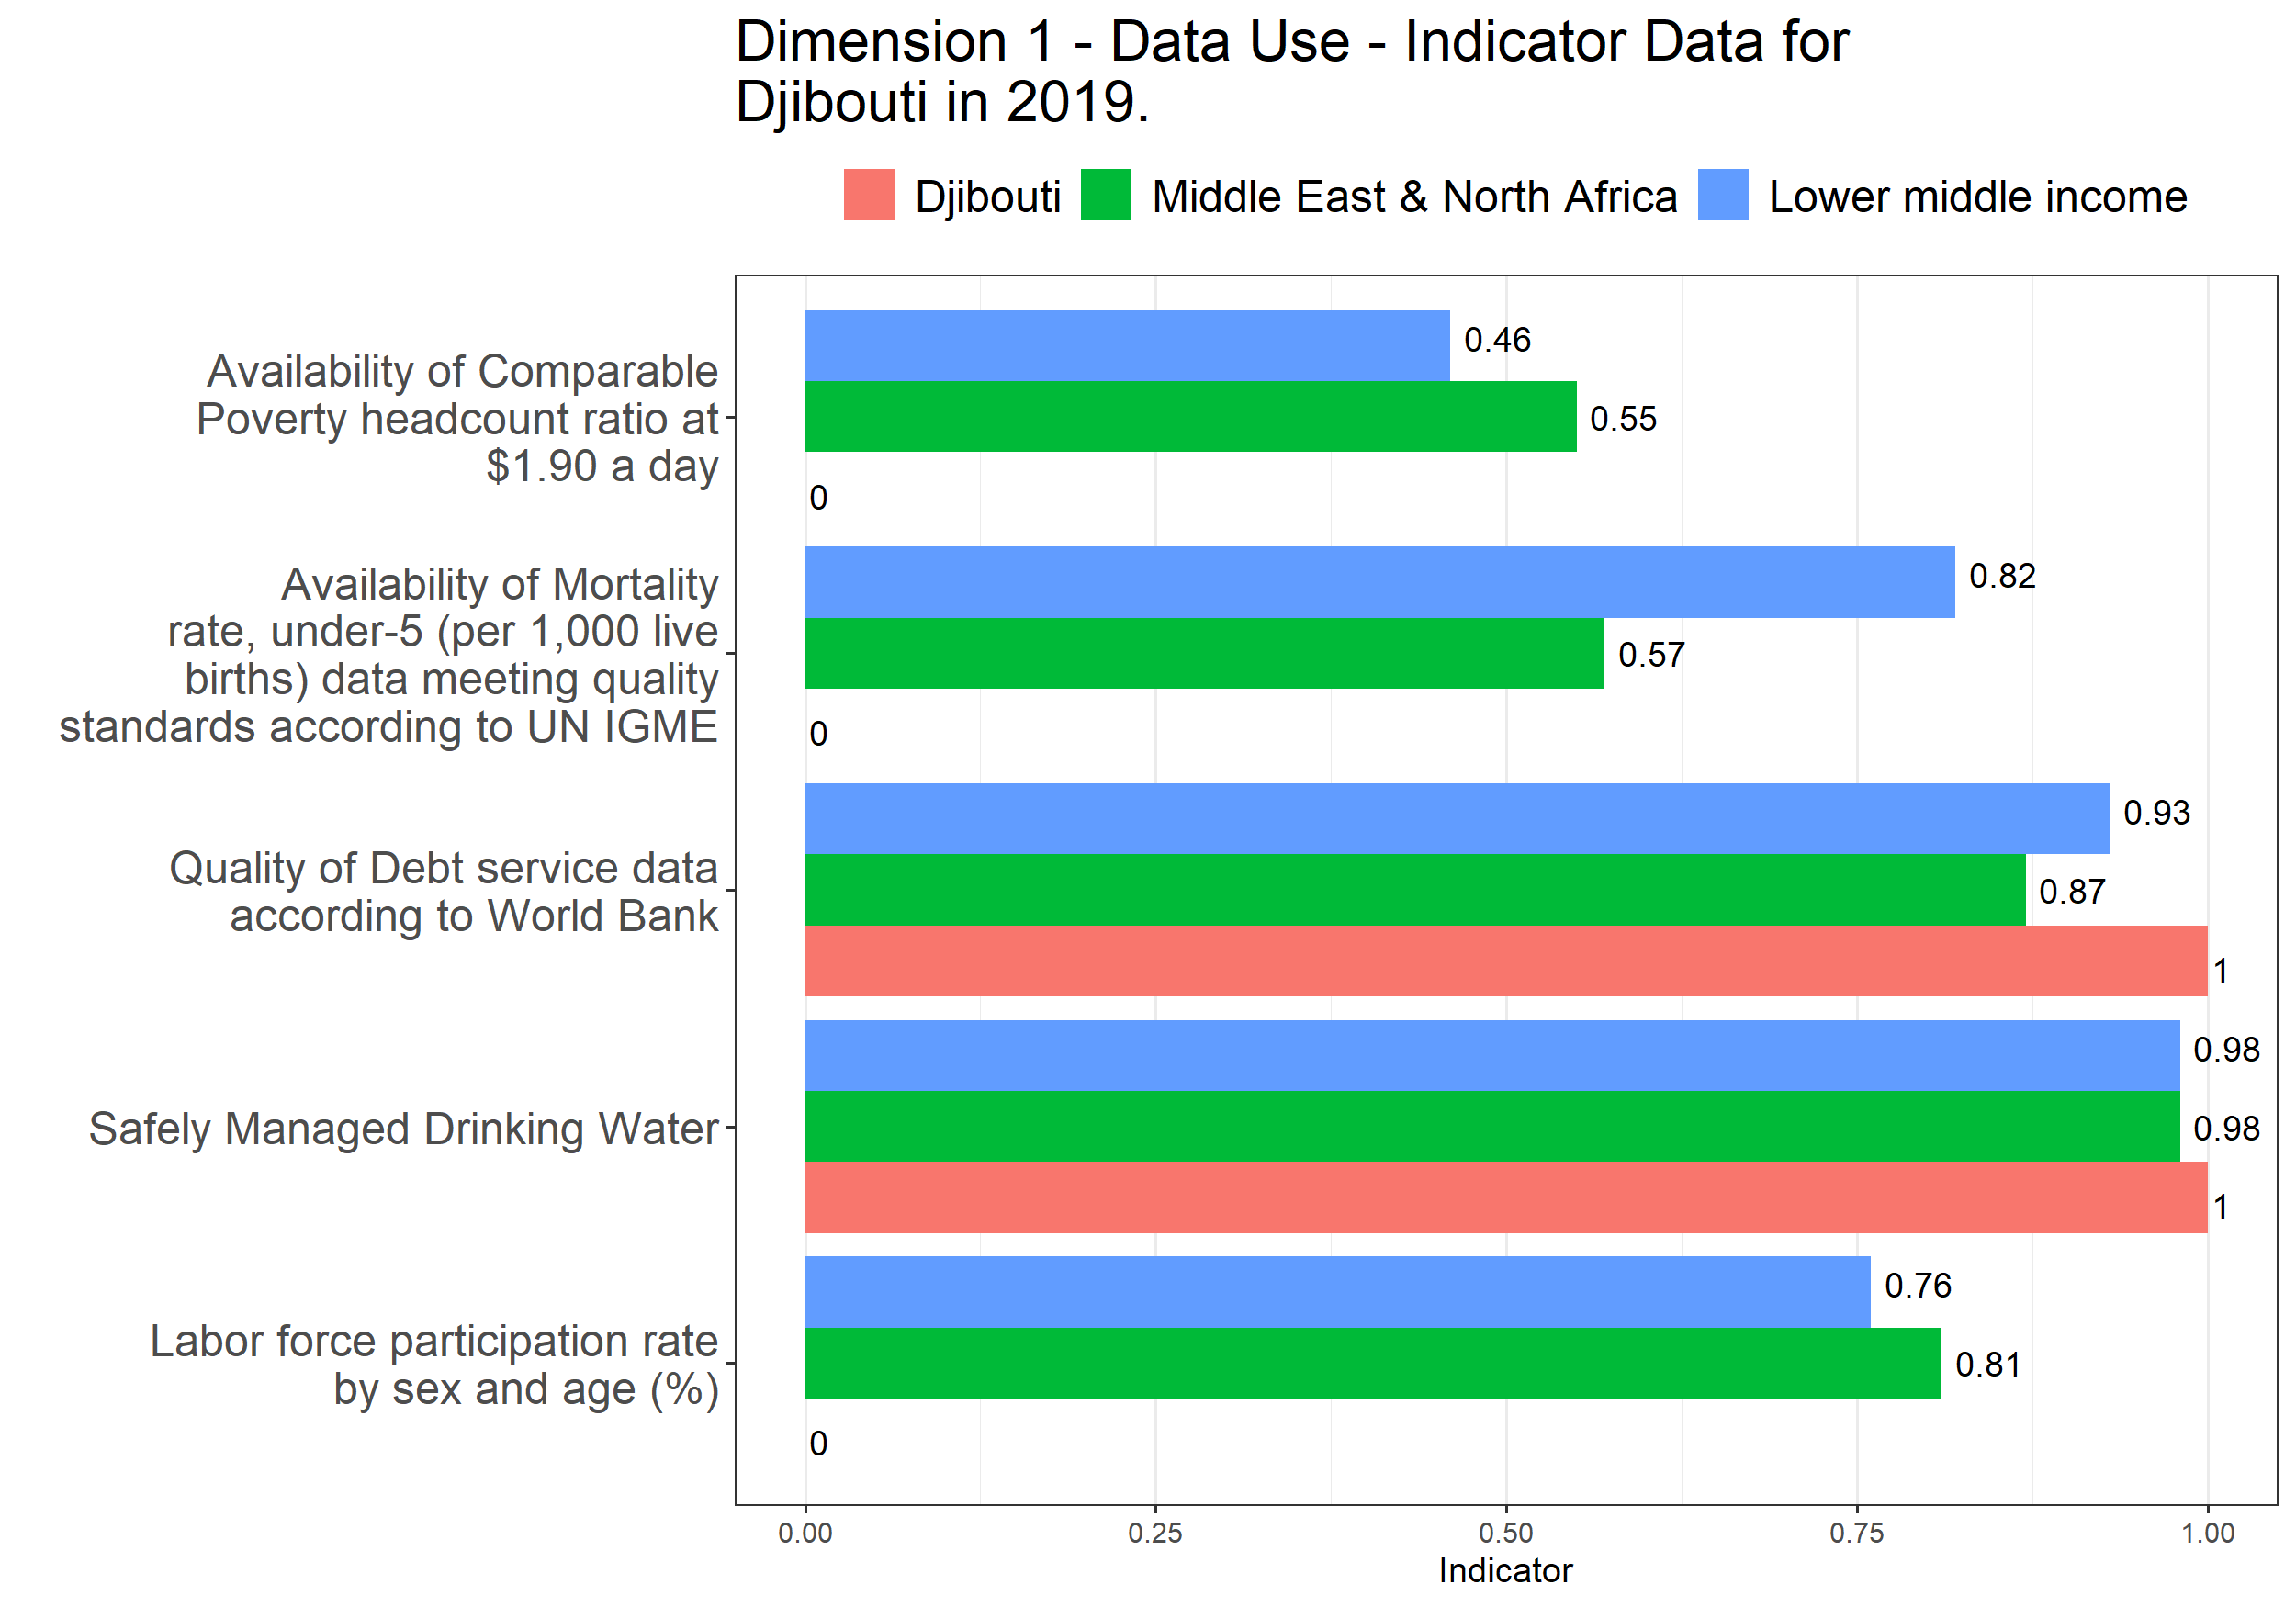 Dimension 1 - Data Use - Indicator Data for
Djibouti in 2019.
Djibouti
Middle East & North Africa
Lower middle income
Availability of Comparable
Poverty headcount ratio at
$1.90 a day
0.46
0.55
0
Availability of Mortality
rate, under-5 (per 1,000 live
births) data meeting quality
standards according to UN IGME
0.82
0.57
0
Quality of Debt service data
according to World Bank
0.93
0.87
1
Safely Managed Drinking Water
0.98
0.98
1
Labor force participation rate
by sex and age (%)
0.76
0.81
0
0.00
0.25
0.50
0.75
1.00
Indicator